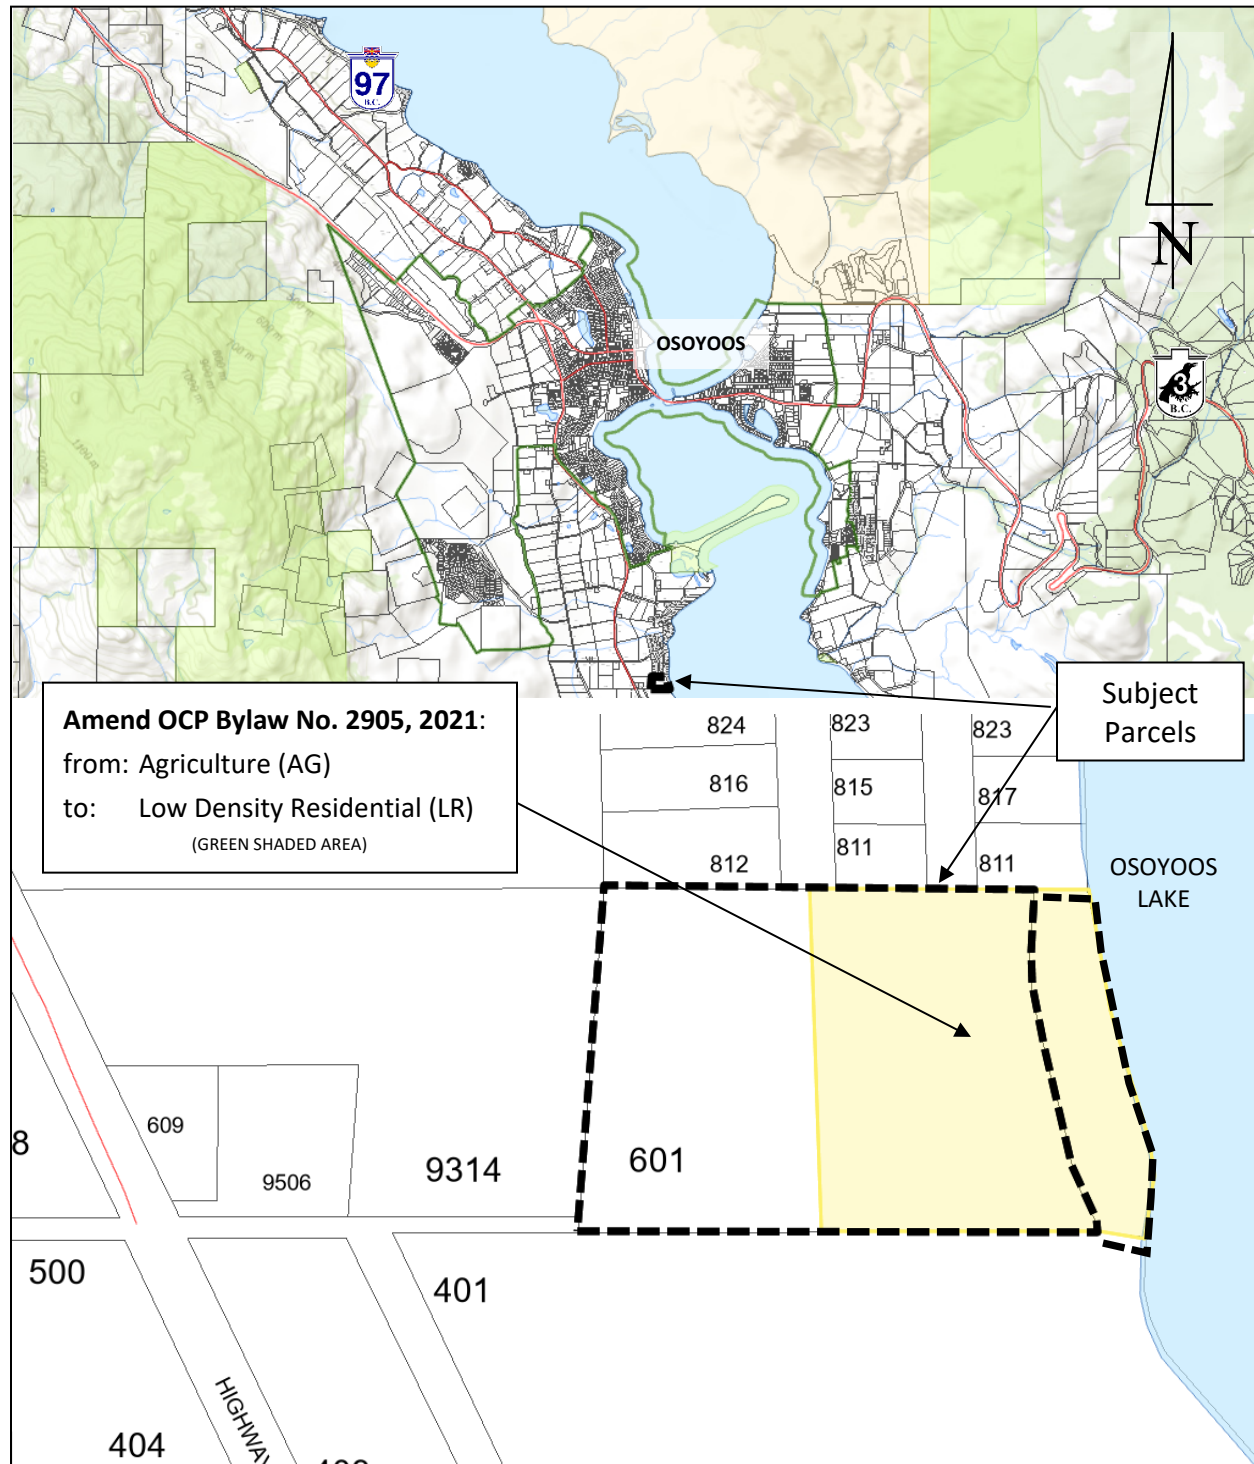 97
B.C.
N
OSOYOOS
3
B.C.
Subject
Parcels
Amend OCP Bylaw No. 2905, 2021:
from: Agriculture (AG)
to: Low Density Residential (LR)
(GREEN SHADED AREA)
824
823
823
816
815
817
812
811
811
OSOYOOS
LAKE
609
8
9506
9314
601
500
401
HIGHWAY
404